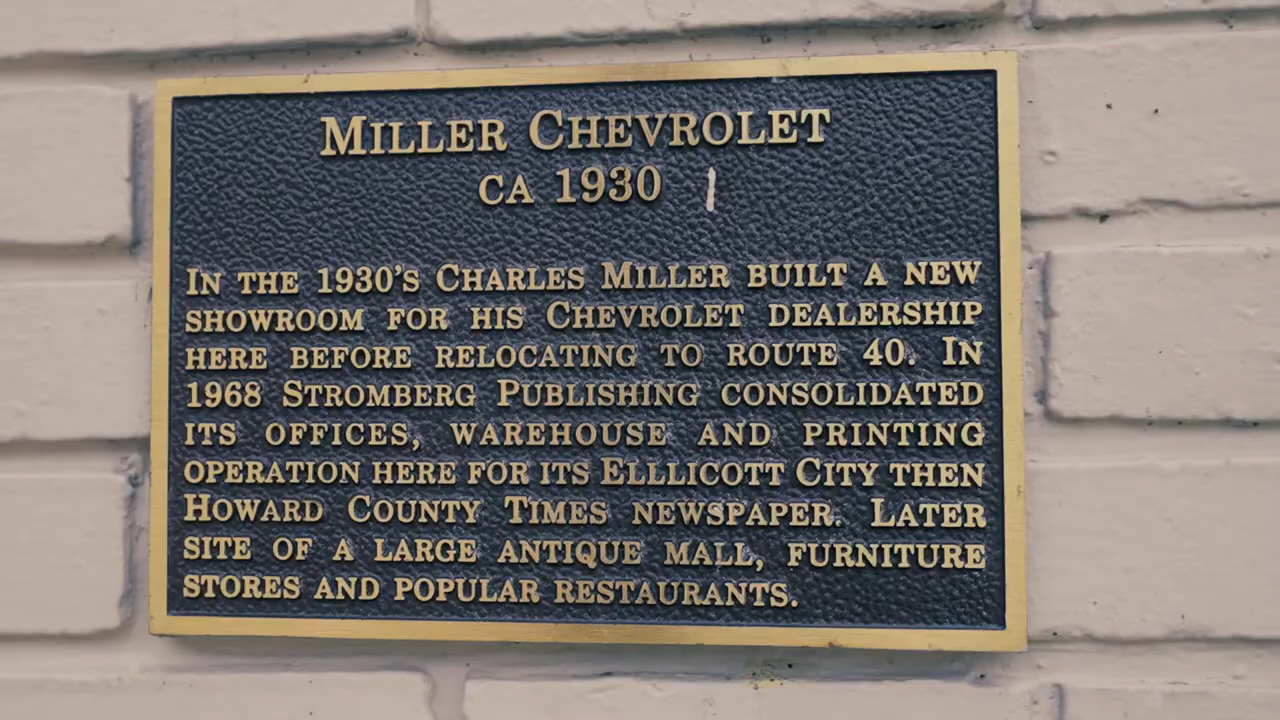 MILLER CHEVROLET
CA 1930
IN THE 1930'S CHARLES MILLER BUILT A NEW
SHOWROOM FOR HIS CHEVROLET DEALERSHIP
HERE BEFORE RELOCATING TO ROUTE 40. IN
1968 STROMBERG PUBLISHING CONSOLIDATED
ITS OFFICES, WAREHOUSE AND PRINTING
OPERATION HERE FOR ITS ELLLICOTT CITY THEN
HOWARD COUNTY TIMES NEWSPAPER. LATER
SITE OF A LARGE ANTIQUE MALL, FURNITURE
STORES AND POPULAR RESTAURANTS.